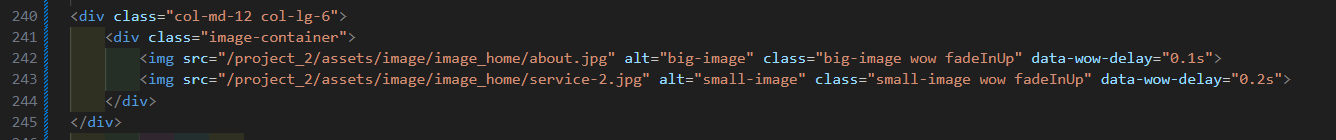 240 <div class="col-md-12 col-lg-6">
241 <div class="image-container">
242 <img src="/project_2/assets/image/image_home/about.jpg" alt="big-image" class="big-image wow fadeInUp" data-wow-delay="0.1s">
243 <img src="/project_2/assets/image/image_home/service-2.jpg" alt="small-image" class="small-image wow fadeInUp" data-wow-delay="0.2s">
244 </div>
245 </div>